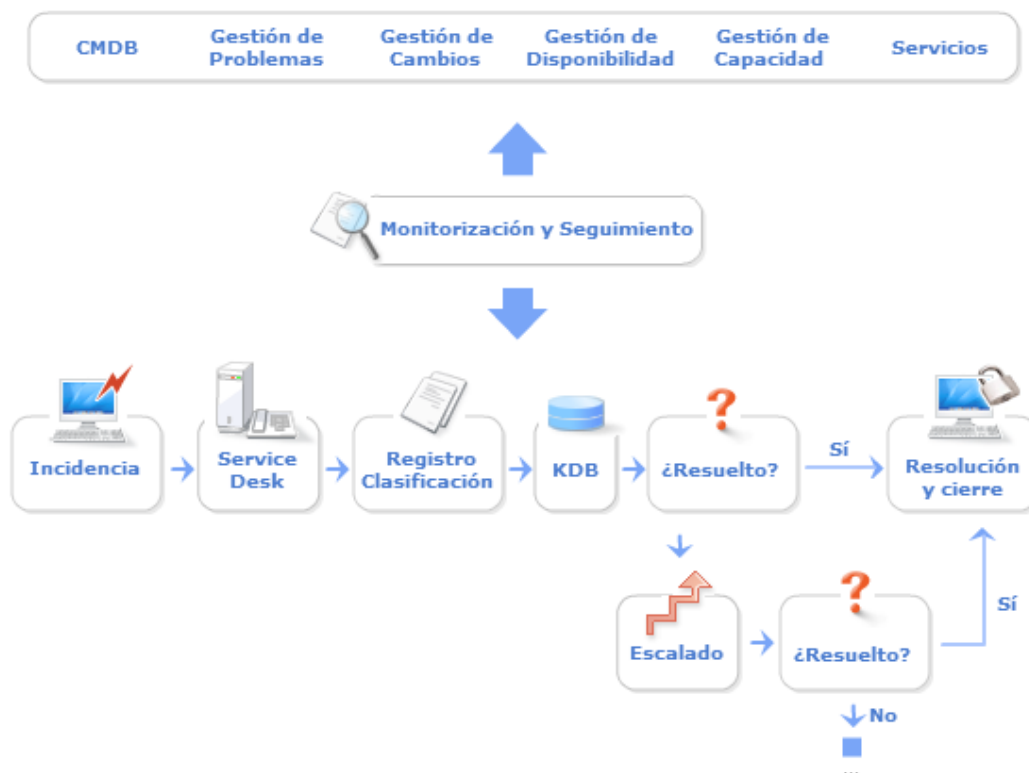 CMDB
Gestión de
Problemas
Gestión de
Cambios
Gestión de
Disponibilidad
Gestión de
Capacidad
Servicios
Monitorización y Seguimiento
Incidencia
Service
Desk
Registro
Clasificación
KDB
¿Resuelto?
Sí
Resolución
y cierre
Escalado
¿Resuelto?
Sí
No
...